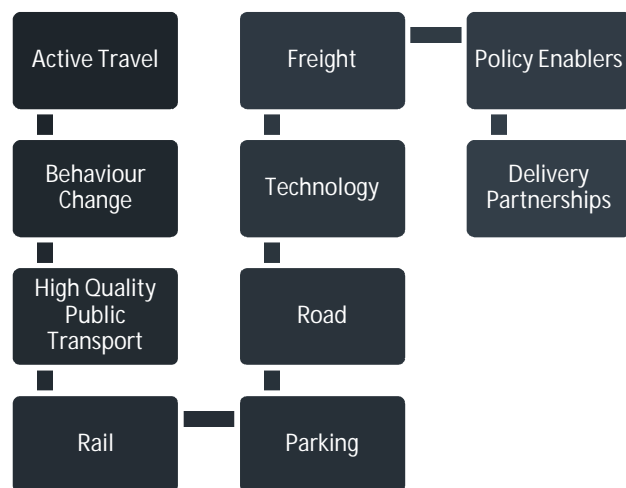 Active Travel
Behaviour
Change
High Quality
Public
Transport
Rail
Parking
Road
Technology
Freight
Policy Enablers
Delivery
Partnerships